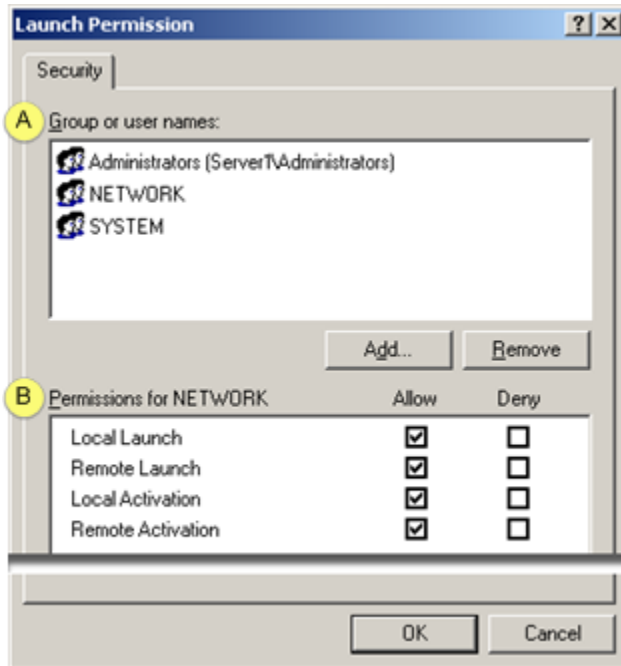 Launch Permission
Security
A
Group or user names:
Administrators (Server1\Administrators)
NETWORK
SYSTEM
Add... Remove
B
Permissions for NETWORK Allow Deny
Local Launch
Remote Launch
Local Activation
Remote Activation
OK Cancel